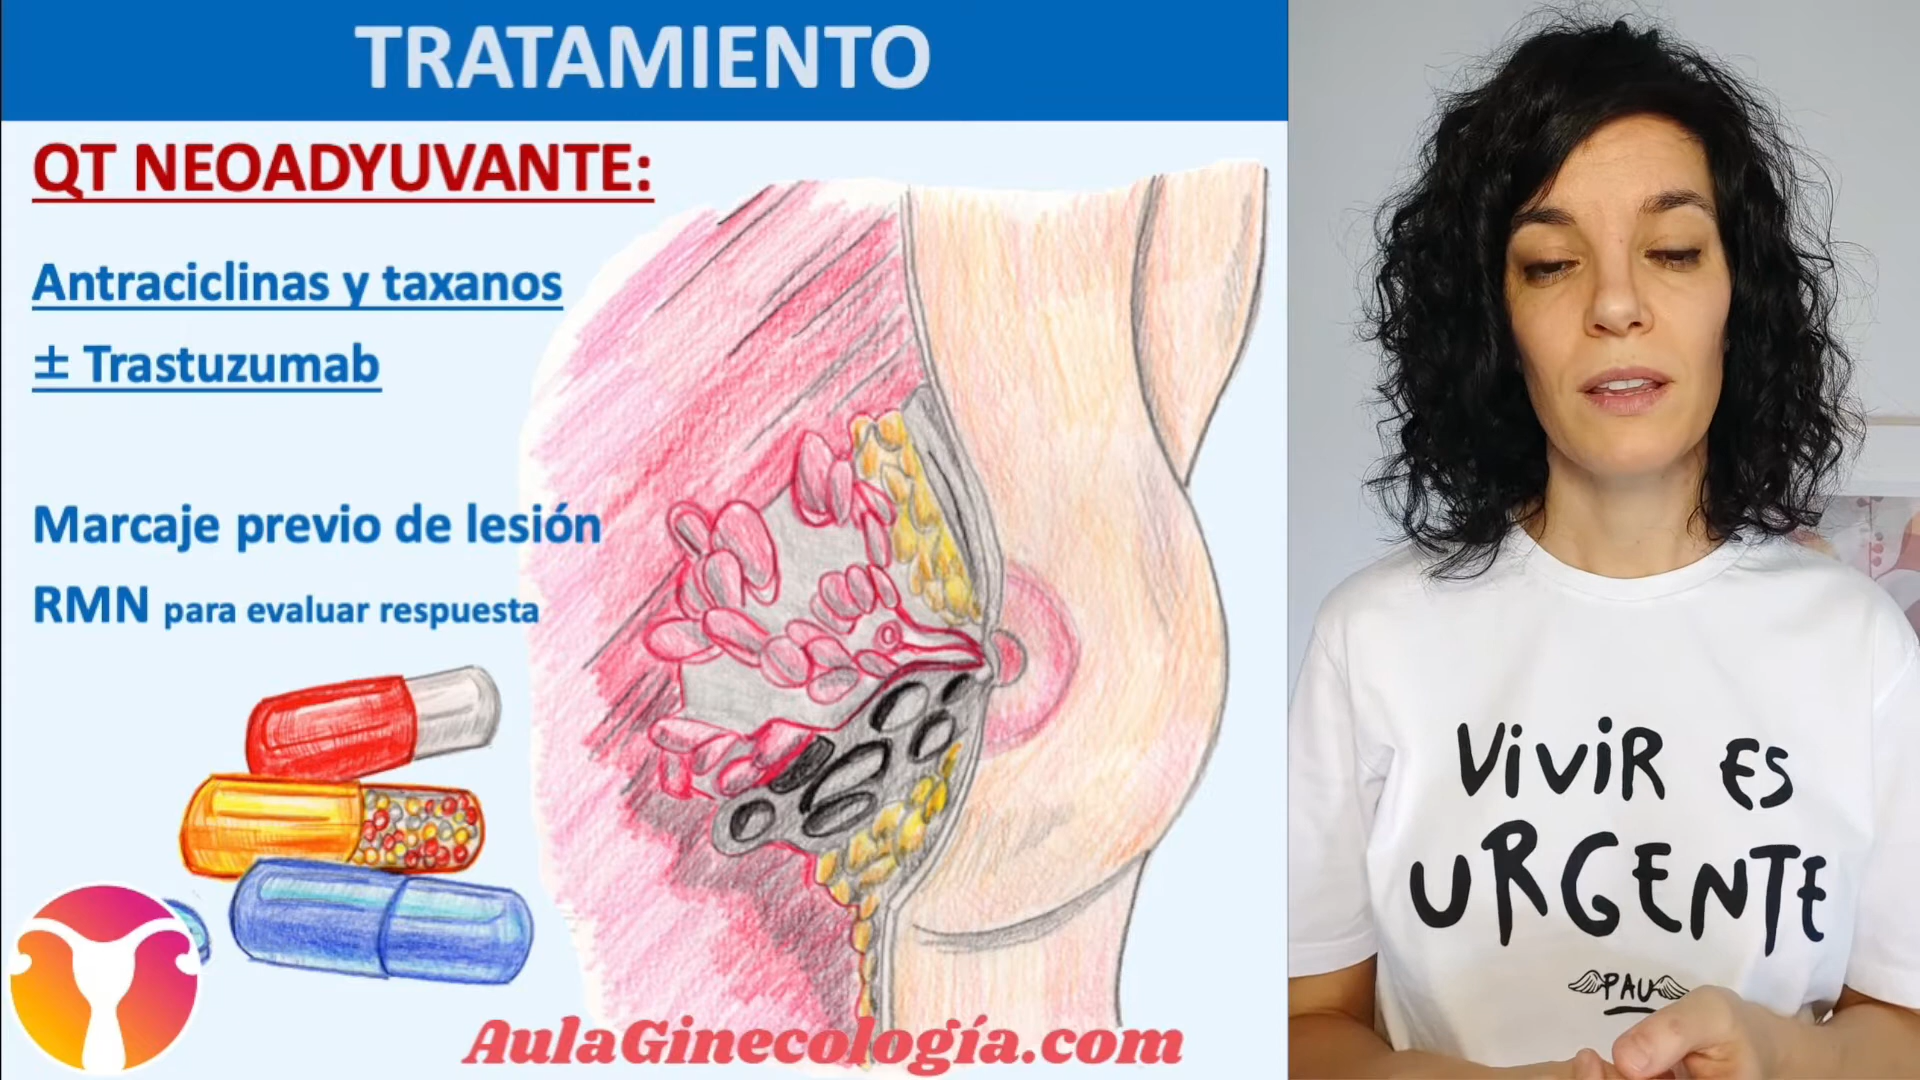 TRATAMIENTO
QT NEOADYUVANTE:
Antraciclinas y taxanos
± Trastuzumab
Marcaje previo de lesión
RMN para evaluar respuesta
AulaGinecología.com
ViViR ES
URGENTE
PAU